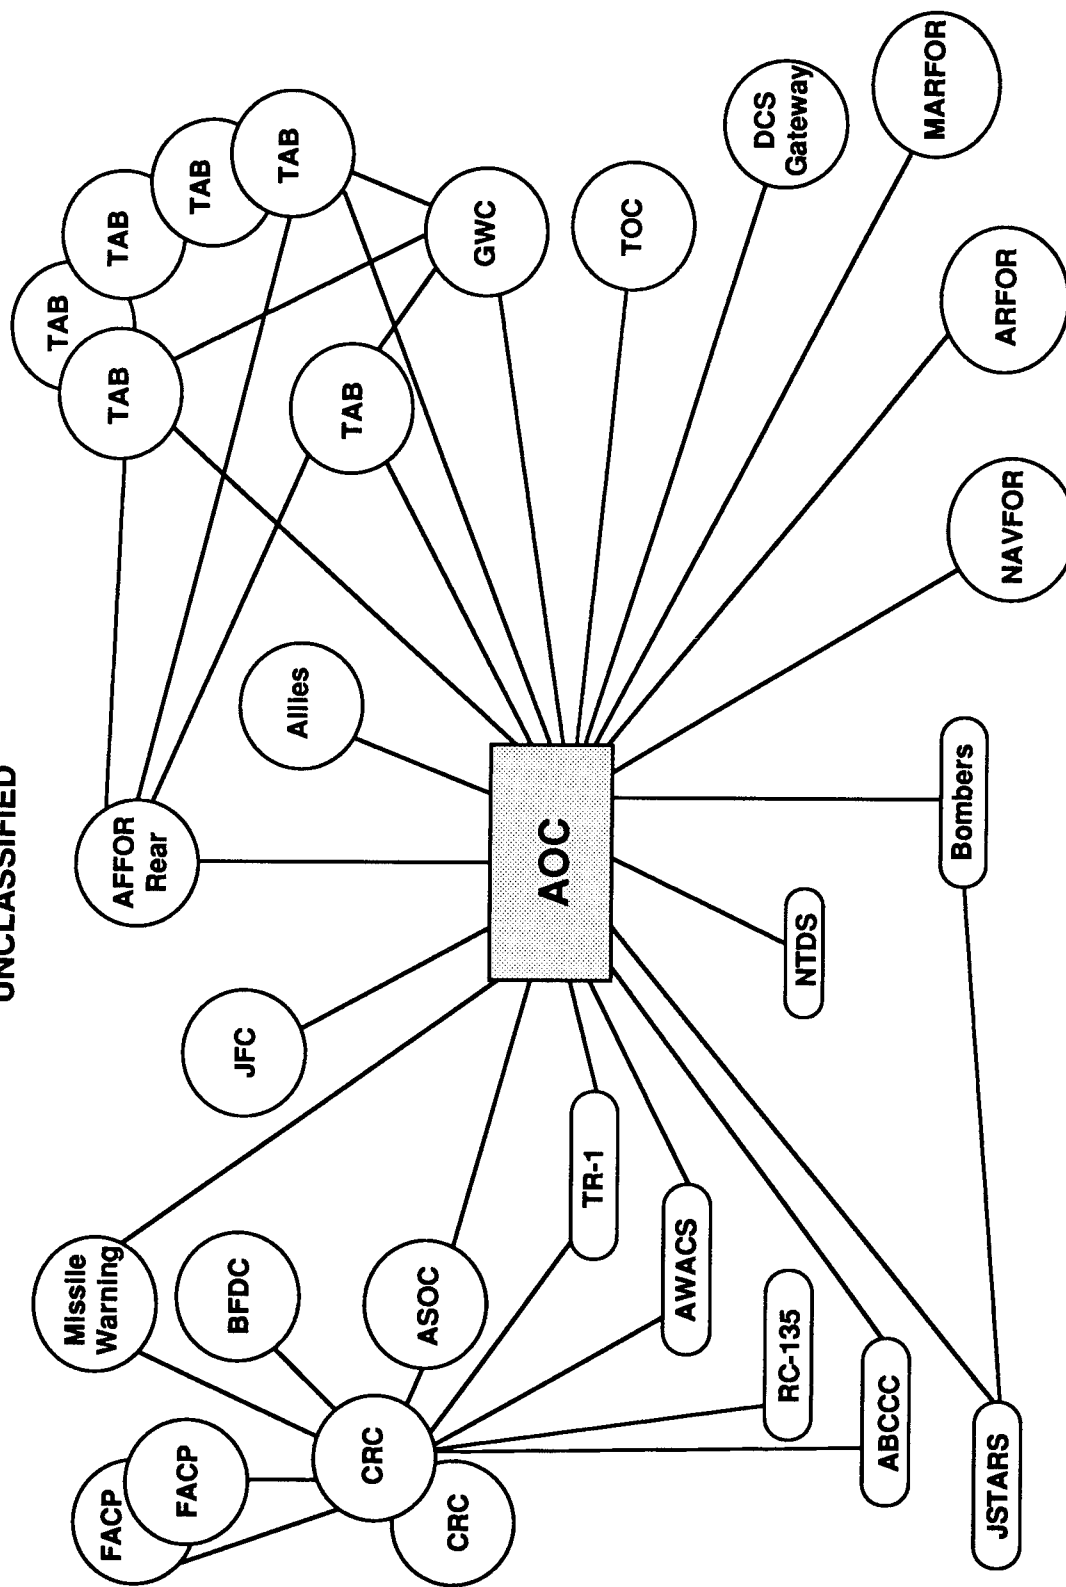 UNCLASSIFIED
FACP
FACP
Missile
Warning
BFDC
JFC
AFFOR
Rear
Allies
TAB
TAB
TAB
TAB
TAB
TAB
CRC
CRC
ASOC
AOC
GWC
TR-1
AWACS
RC-135
ABCCC
JSTARS
NTDS
Bombers
TOC
DCS
Gateway
MARFOR
ARFOR
NAVFOR